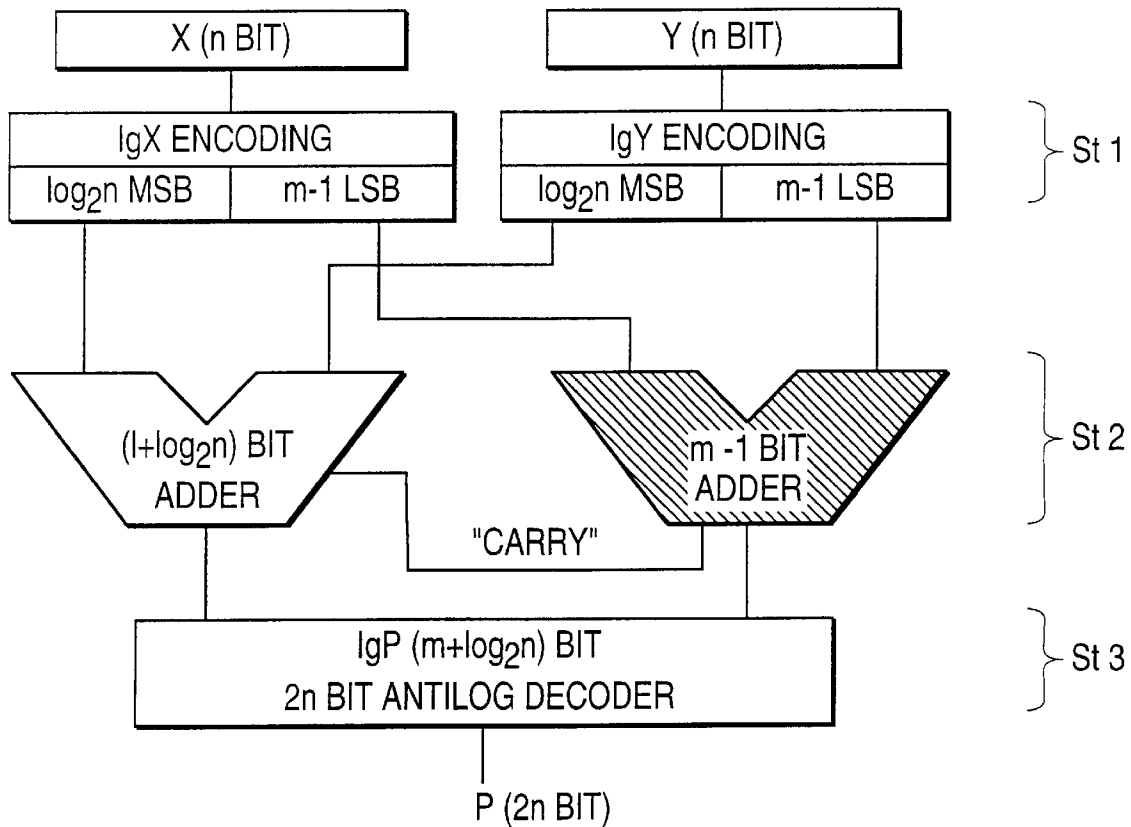 X (n BIT)
Y (n BIT)
lgX ENCODING
log₂n MSB
m-1 LSB
lgY ENCODING
log₂n MSB
m-1 LSB
St 1
(l+log₂n) BIT
ADDER
m -1 BIT
ADDER
St 2
"CARRY"
lgP (m+log₂n) BIT
2n BIT ANTILOG DECODER
St 3
P (2n BIT)